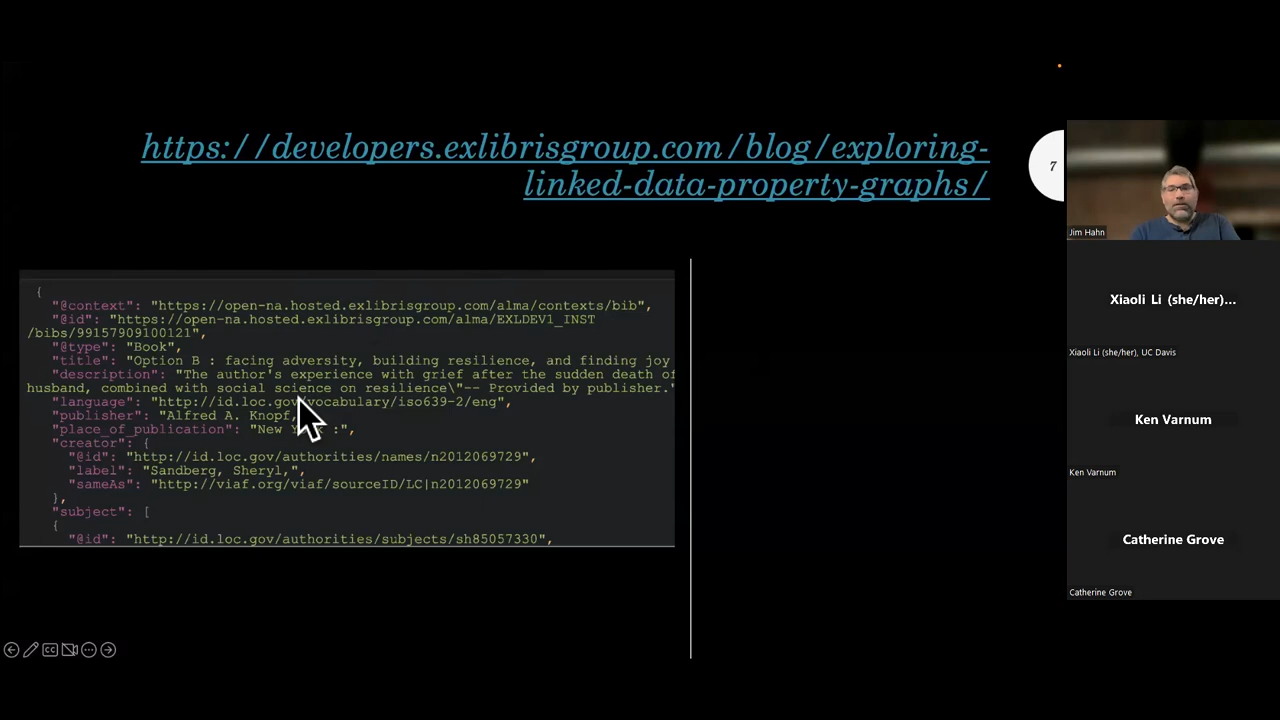 https://developers.exlibrisgroup.com/blog/exploring-
linked-data-property-graphs/
7
{
"@context": "https://open-na.hosted.exlibrisgroup.com/alma/contexts/bib",
"@id": "https://open-na.hosted.exlibrisgroup.com/alma/EXLDEV1_INST
/bibs/99157909100121",
"@type": "Book",
"title": "Option B : facing adversity, building resilience, and finding joy
"description": "The author's experience with grief after the sudden death of
husband, combined with social science on resilience\"-- Provided by publisher."
"language": "http://id.loc.gov/vocabulary/iso639-2/eng",
"publisher": "Alfred A. Knopf,
"place_of_publication": "New :",
"creator": {
"@id": "http://id.loc.gov/authorities/names/n2012069729",
"label": "Sandberg, Sheryl,",
"sameAs": "http://viaf.org/viaf/sourceID/LC|n2012069729"
},
"subject": [
{
"@id": "http://id.loc.gov/authorities/subjects/sh85057330",
CC
Jim Hahn
Xiaoli Li (she/her)...
Xiaoli Li (she/her), UC Davis
Ken Varnum
Ken Varnum
Catherine Grove
Catherine Grove